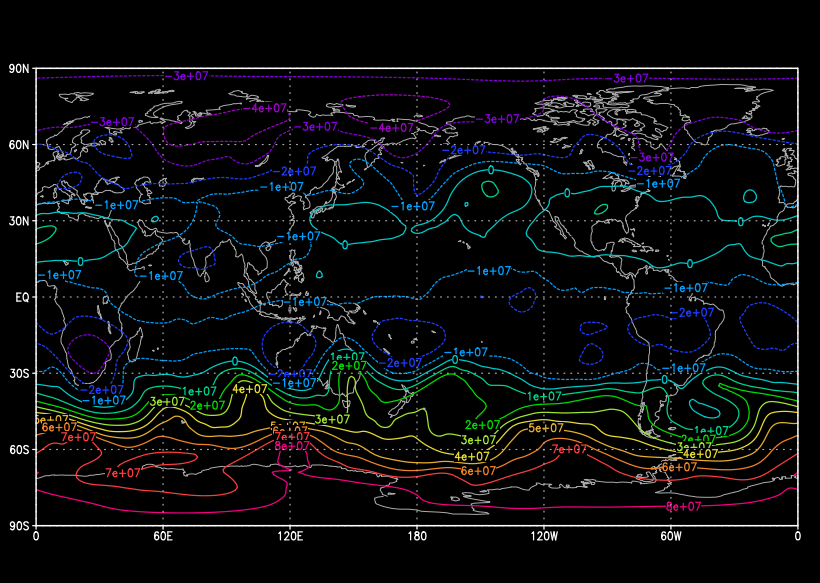 90N
-3e+07 -3e+07
-4e+07
-3e+07 -3e+07 -4e+07 -3e+07
60N
-2e+07 -3e+07
-2e+07 0 -2e+07
-1e+07 -1e+07
0
-1e+07 -1e+07
30N 0
-1e+07 0
0 0
-1e+07 -1e+07 -1e+07
-1e+07
EQ -1e+07
-2e+07
-1e+07
1e+07 -2e+07 0
0 2e+07 -1e+07
30S -2e+07 0
-1e+07
-2e+07 1e+07 4e+07 1e+07
-1e+07 3e+07 2e+07
3e+07 2e+07
6e+07 5e+07 1e+07
7e+07 7e+07 3e+07 2e+07
8e+07 3e+07
60S 4e+07 7e+07 4e+07
7e+07 6e+07 6e+07
8e+07
90S
0 60E 120E 180 120W 60W 0